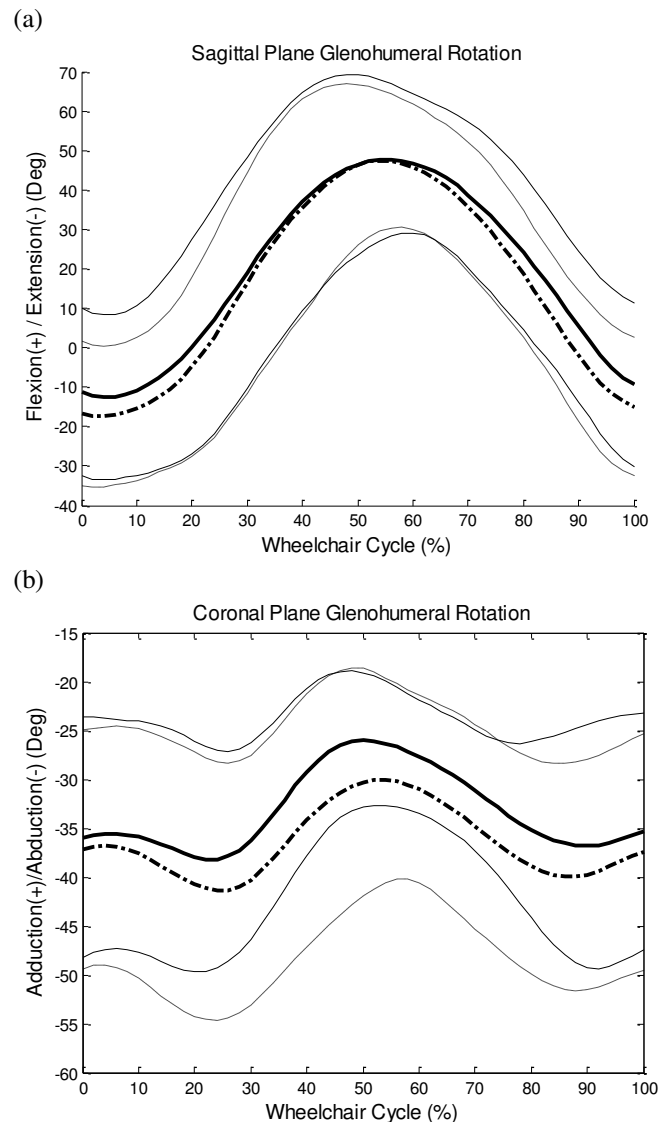 (a)
Sagittal Plane Glenohumeral Rotation
70
60
50
40
30
20
10
0
-10
-20
-30
-40
Flexion(+) / Extension(-) (Deg)
0 10 20 30 40 50 60 70 80 90 100
Wheelchair Cycle (%)
(b)
Coronal Plane Glenohumeral Rotation
-15
-20
-25
-30
-35
-40
-45
-50
-55
-60
Adduction(+)/Abduction(-) (Deg)
0 10 20 30 40 50 60 70 80 90 100
Wheelchair Cycle (%)